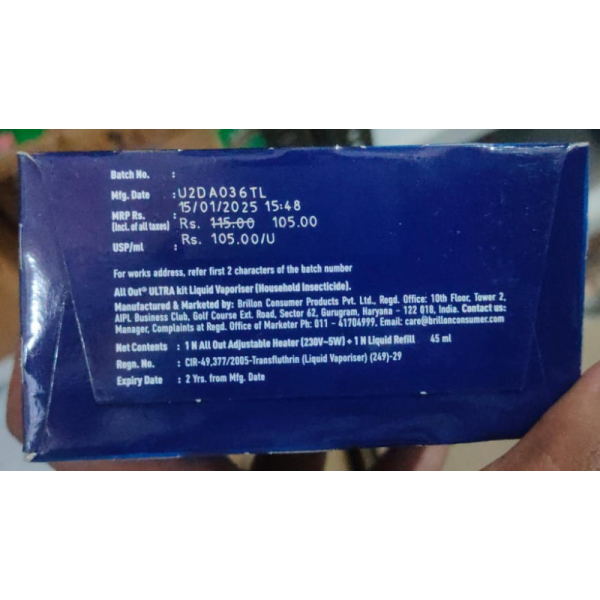 Batch No. :
Mfg. Date : U2DA036TL
MRP Rs. : 15/01/2025 15:48
(Incl. of all taxes) Rs. 115.00 105.00
USP/ml : Rs. 105.00/U
For works address, refer first 2 characters of the batch number
All Out® ULTRA kit Liquid Vaporiser (Household Insecticide).
Manufactured & Marketed by: Brillon Consumer Products Pvt. Ltd., Regd. Office: 10th Floor, Tower 2,
AIPL Business Club, Golf Course Ext. Road, Sector 62, Gurugram, Haryana - 122 018, India. Contact us:
Manager, Complaints at Regd. Office of Marketer Ph: 011 - 41704999, Email: care@brillonconsumer.com
Net Contents : 1 N All Out Adjustable Heater (230V~5W) + 1 N Liquid Refill 45 ml
Regn. No. : CIR-49,377/2005-Transfluthrin (Liquid Vaporiser) (249)-29
Expiry Date : 2 Yrs. from Mfg. Date